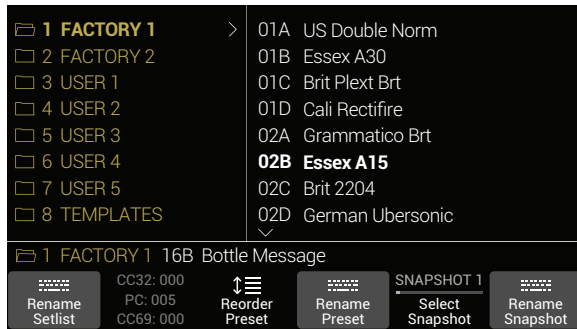 1 FACTORY 1 >
2 FACTORY 2
3 USER 1
4 USER 2
5 USER 3
6 USER 4
7 USER 5
8 TEMPLATES
01A US Double Norm
01B Essex A30
01C Brit Plext Brt
01D Cali Rectifire
02A Grammatico Brt
02B Essex A15
02C Brit 2204
02D German Ubersonic
1 FACTORY 1 16B Bottle Message
Rename
Setlist
CC32: 000
PC: 005
CC69: 000
Reorder
Preset
Rename
Preset
SNAPSHOT 1
Select
Snapshot
Rename
Snapshot